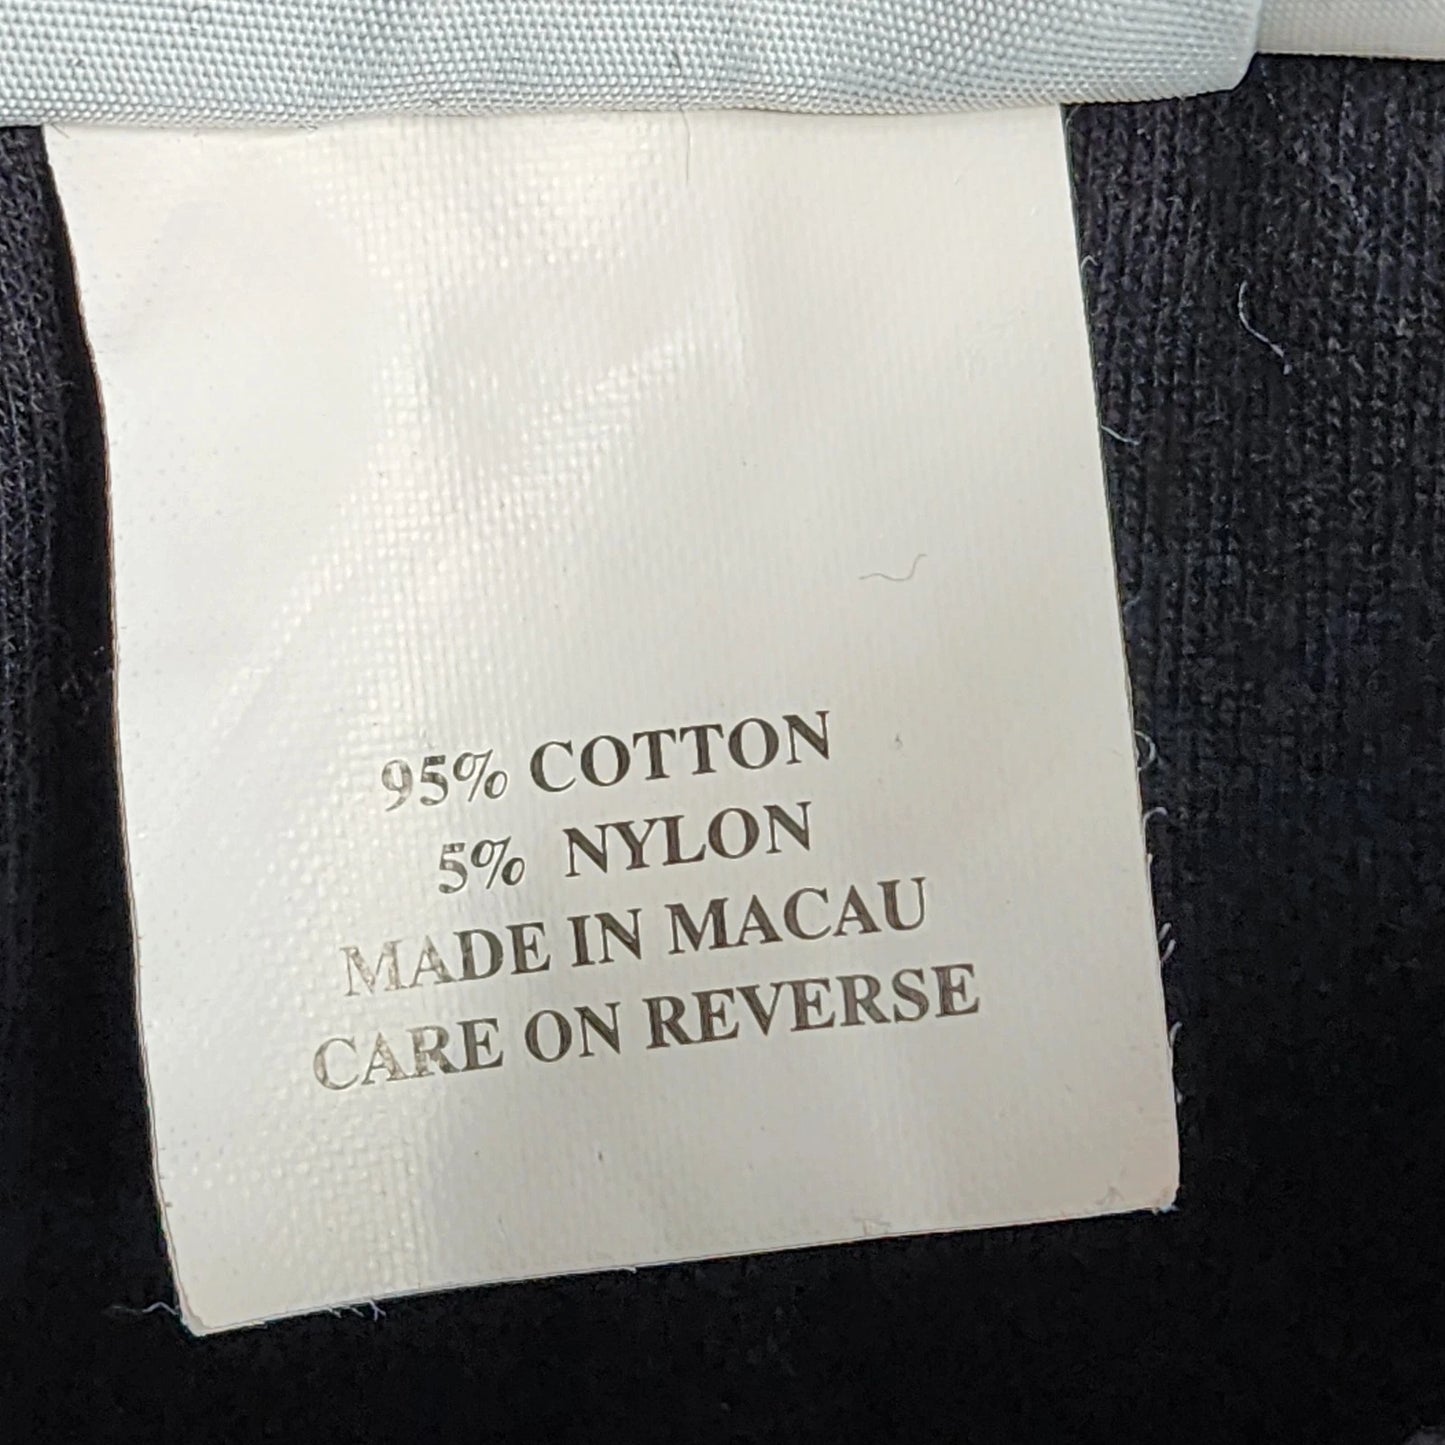 95% COTTON
5% NYLON
MADE IN MACAU
CARE ON REVERSE